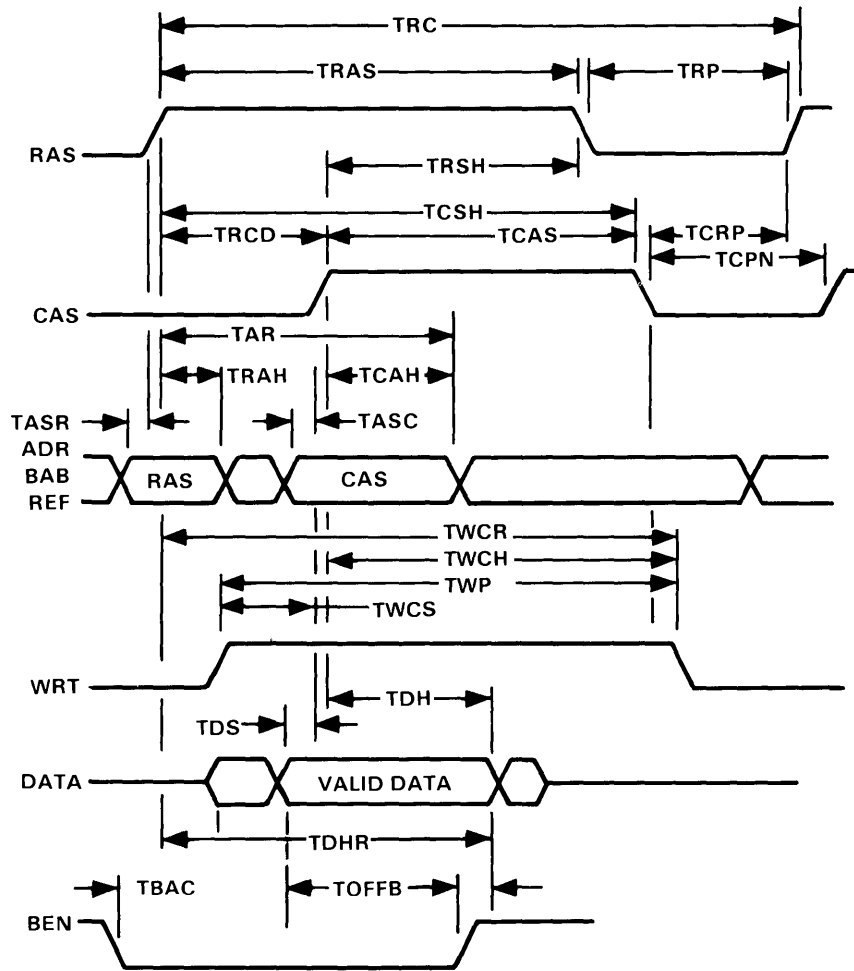 TRC
TRAS TRP
RAS
TRSH
TCSH
TRCD TCAS TCRP
TCPN
CAS
TAR
TRAH TCAH
TASR TASC
ADR
BAB RAS CAS
REF
TWCR
TWCH
TWP
TWCS
WRT
TDH
TDS
DATA VALID DATA
TDHR
TBAC TOFFB
BEN